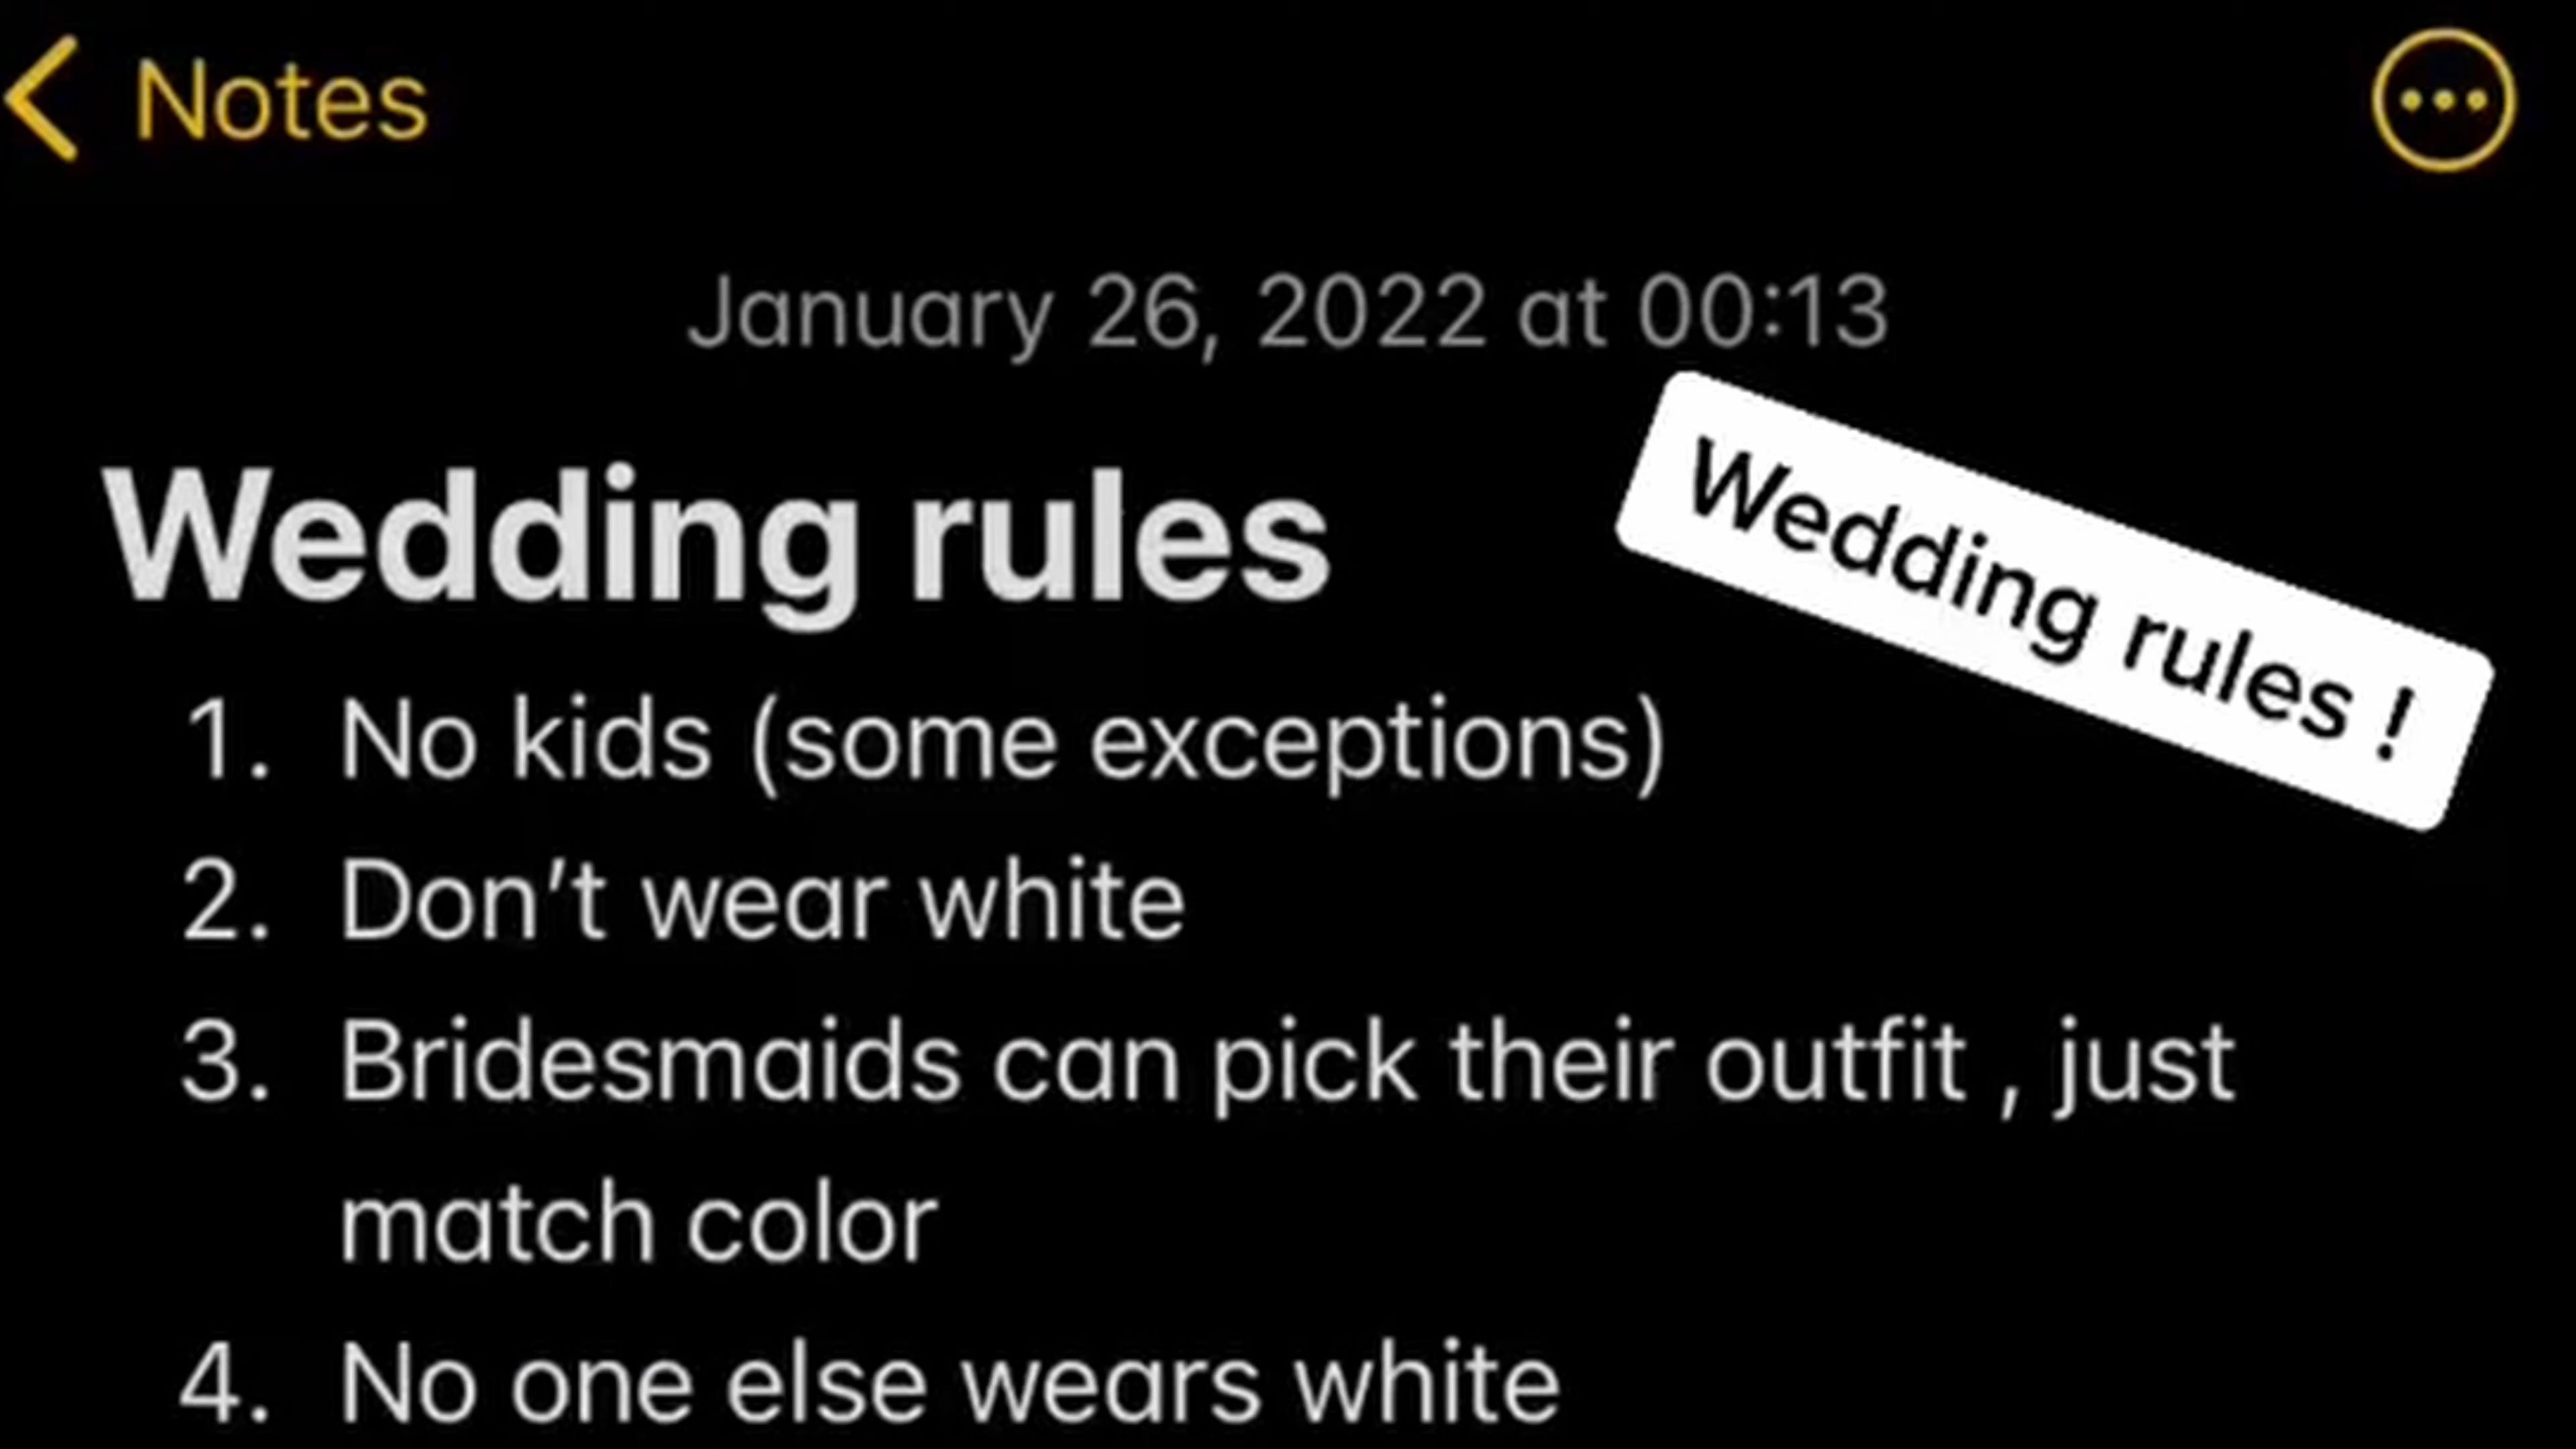 Notes
January 26, 2022 at 00:13
Wedding rules
Wedding rules !
1. No kids (some exceptions)
2. Don’t wear white
3. Bridesmaids can pick their outfit , just
match color
4. No one else wears white